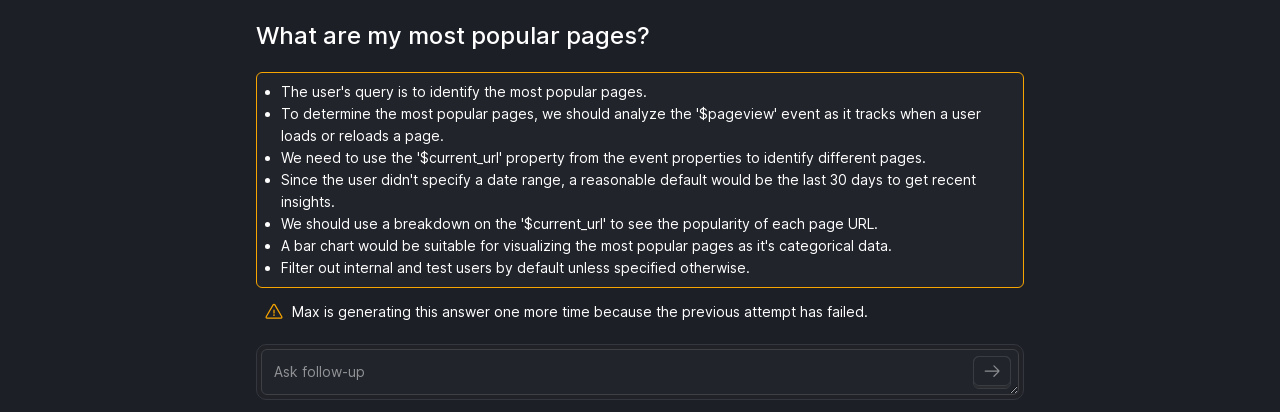 What are my most popular pages?
The user's query is to identify the most popular pages.
To determine the most popular pages, we should analyze the '$pageview' event as it tracks when a user
loads or reloads a page.
We need to use the '$current_url' property from the event properties to identify different pages.
Since the user didn't specify a date range, a reasonable default would be the last 30 days to get recent
insights.
We should use a breakdown on the '$current_url' to see the popularity of each page URL.
A bar chart would be suitable for visualizing the most popular pages as it's categorical data.
Filter out internal and test users by default unless specified otherwise.
Max is generating this answer one more time because the previous attempt has failed.
Ask follow-up